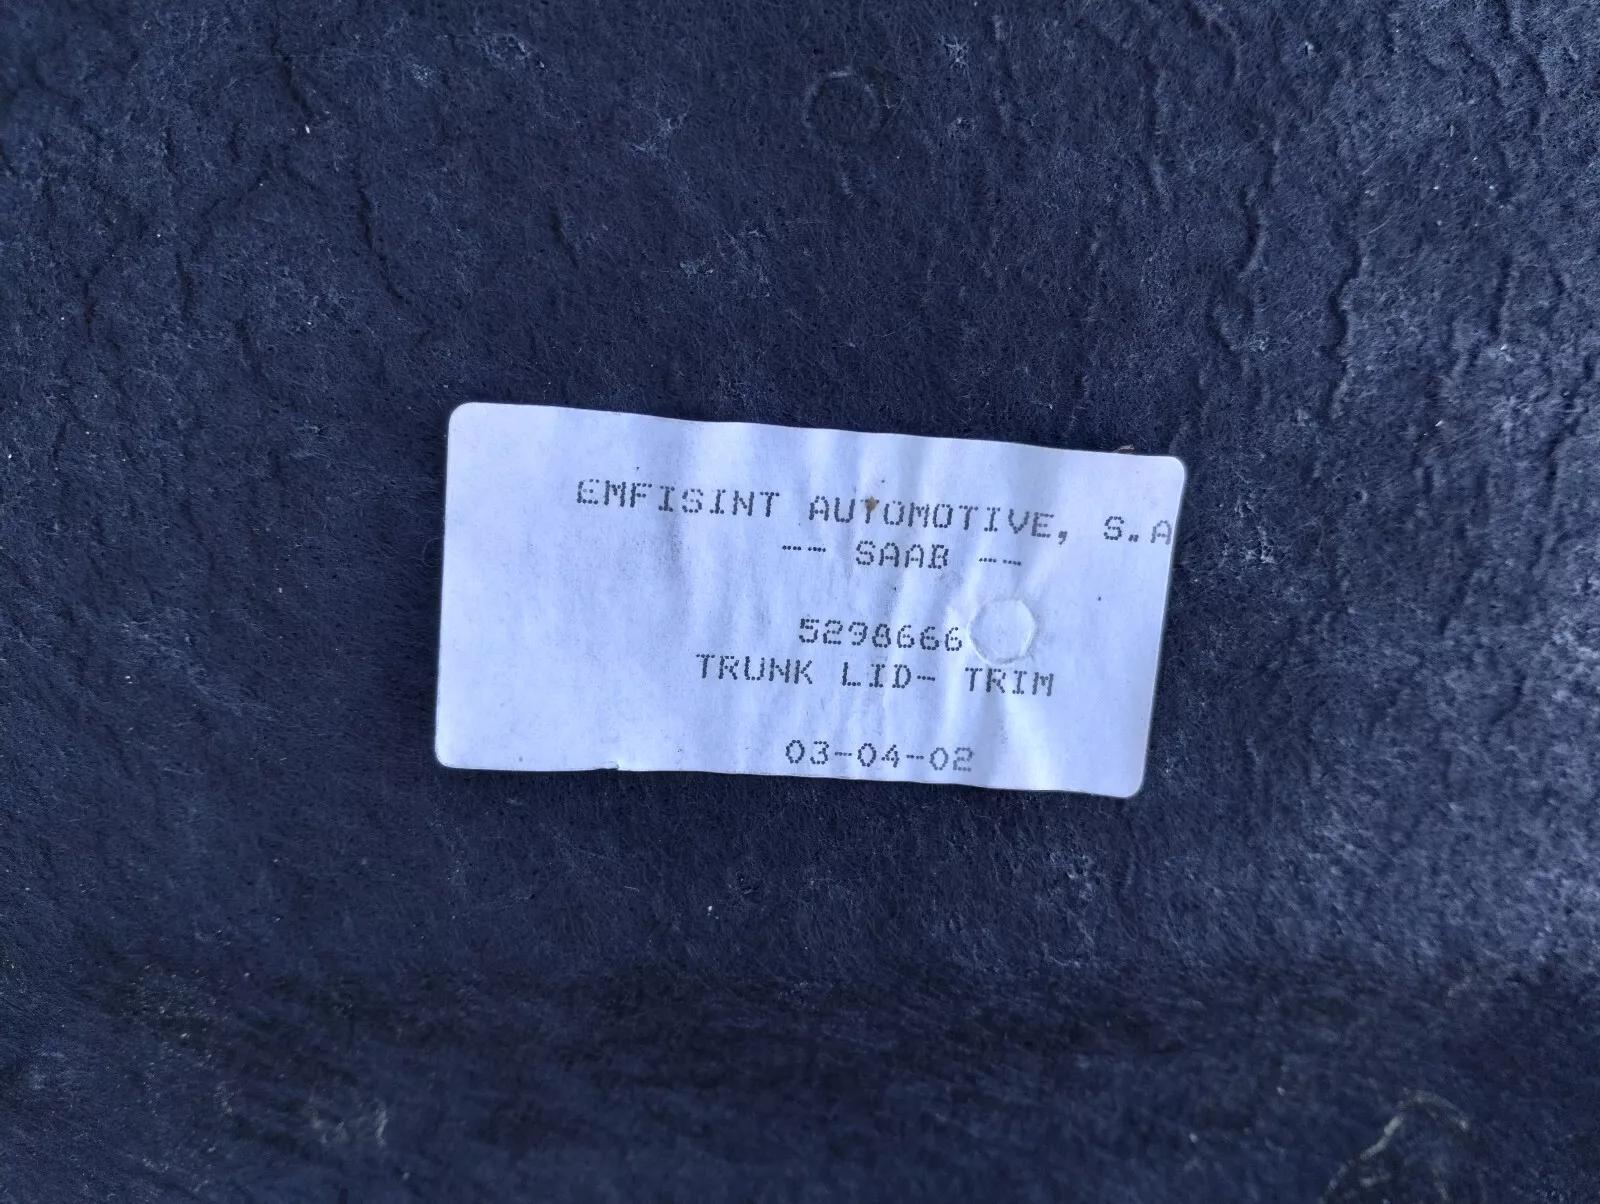 EMFISINT AUTOMOTIVE, S.A
-- SAAB --
5298666
TRUNK LID- TRIM
03-04-02